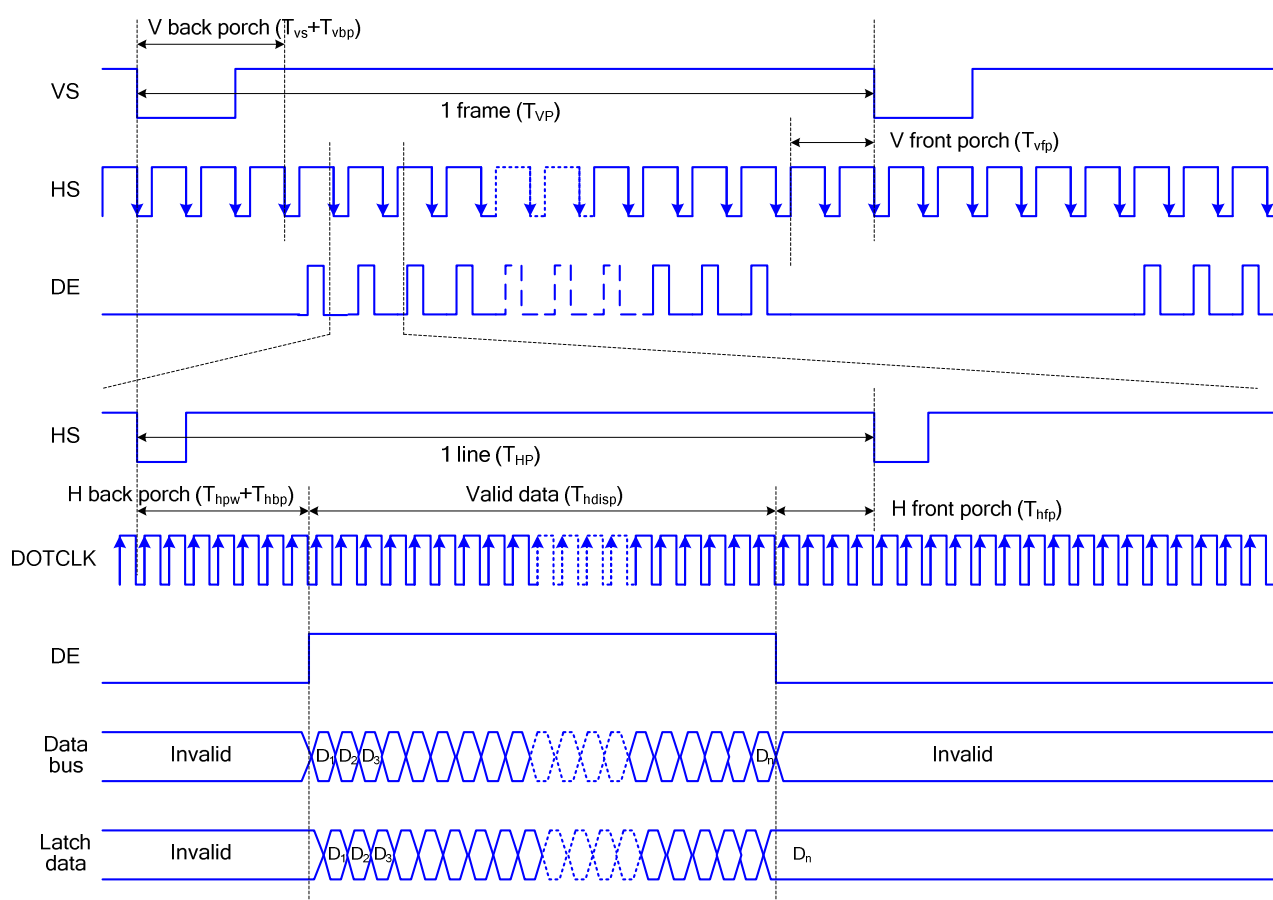 V back porch (Tvs+Tvbp)
VS
1 frame (TVP)
V front porch (Tvfp)
HS
DE
HS
1 line (THP)
H back porch (Thpw+Thbp)
Valid data (Thdisp)
H front porch (Thfp)
DOTCLK
DE
Data
bus
Invalid
D1
D2
D3
Dn
Invalid
Latch
data
Invalid
D1
D2
D3
Dn